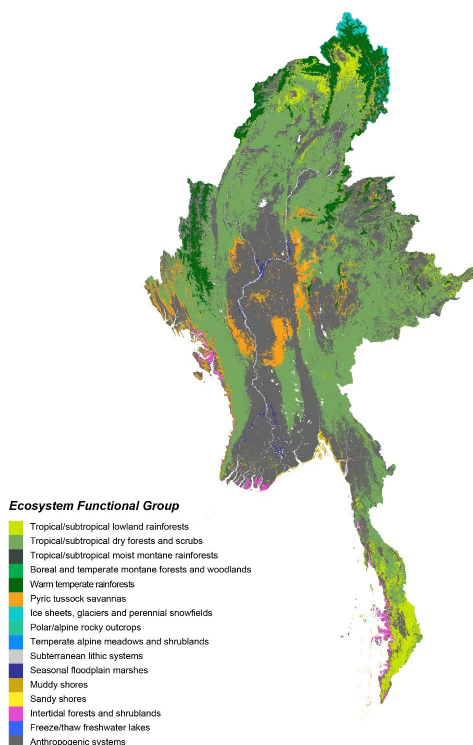 Ecosystem Functional Group
Tropical/subtropical lowland rainforests
Tropical/subtropical dry forests and scrubs
Tropical/subtropical moist montane rainforests
Boreal and temperate montane forests and woodlands
Warm temperate rainforests
Pyric tussock savannas
Ice sheets, glaciers and perennial snowfields
Polar/alpine rocky outcrops
Temperate alpine meadows and shrublands
Subterranean lithic systems
Seasonal floodplain marshes
Muddy shores
Sandy shores
Intertidal forests and shrublands
Freeze/thaw freshwater lakes
Anthropogenic systems